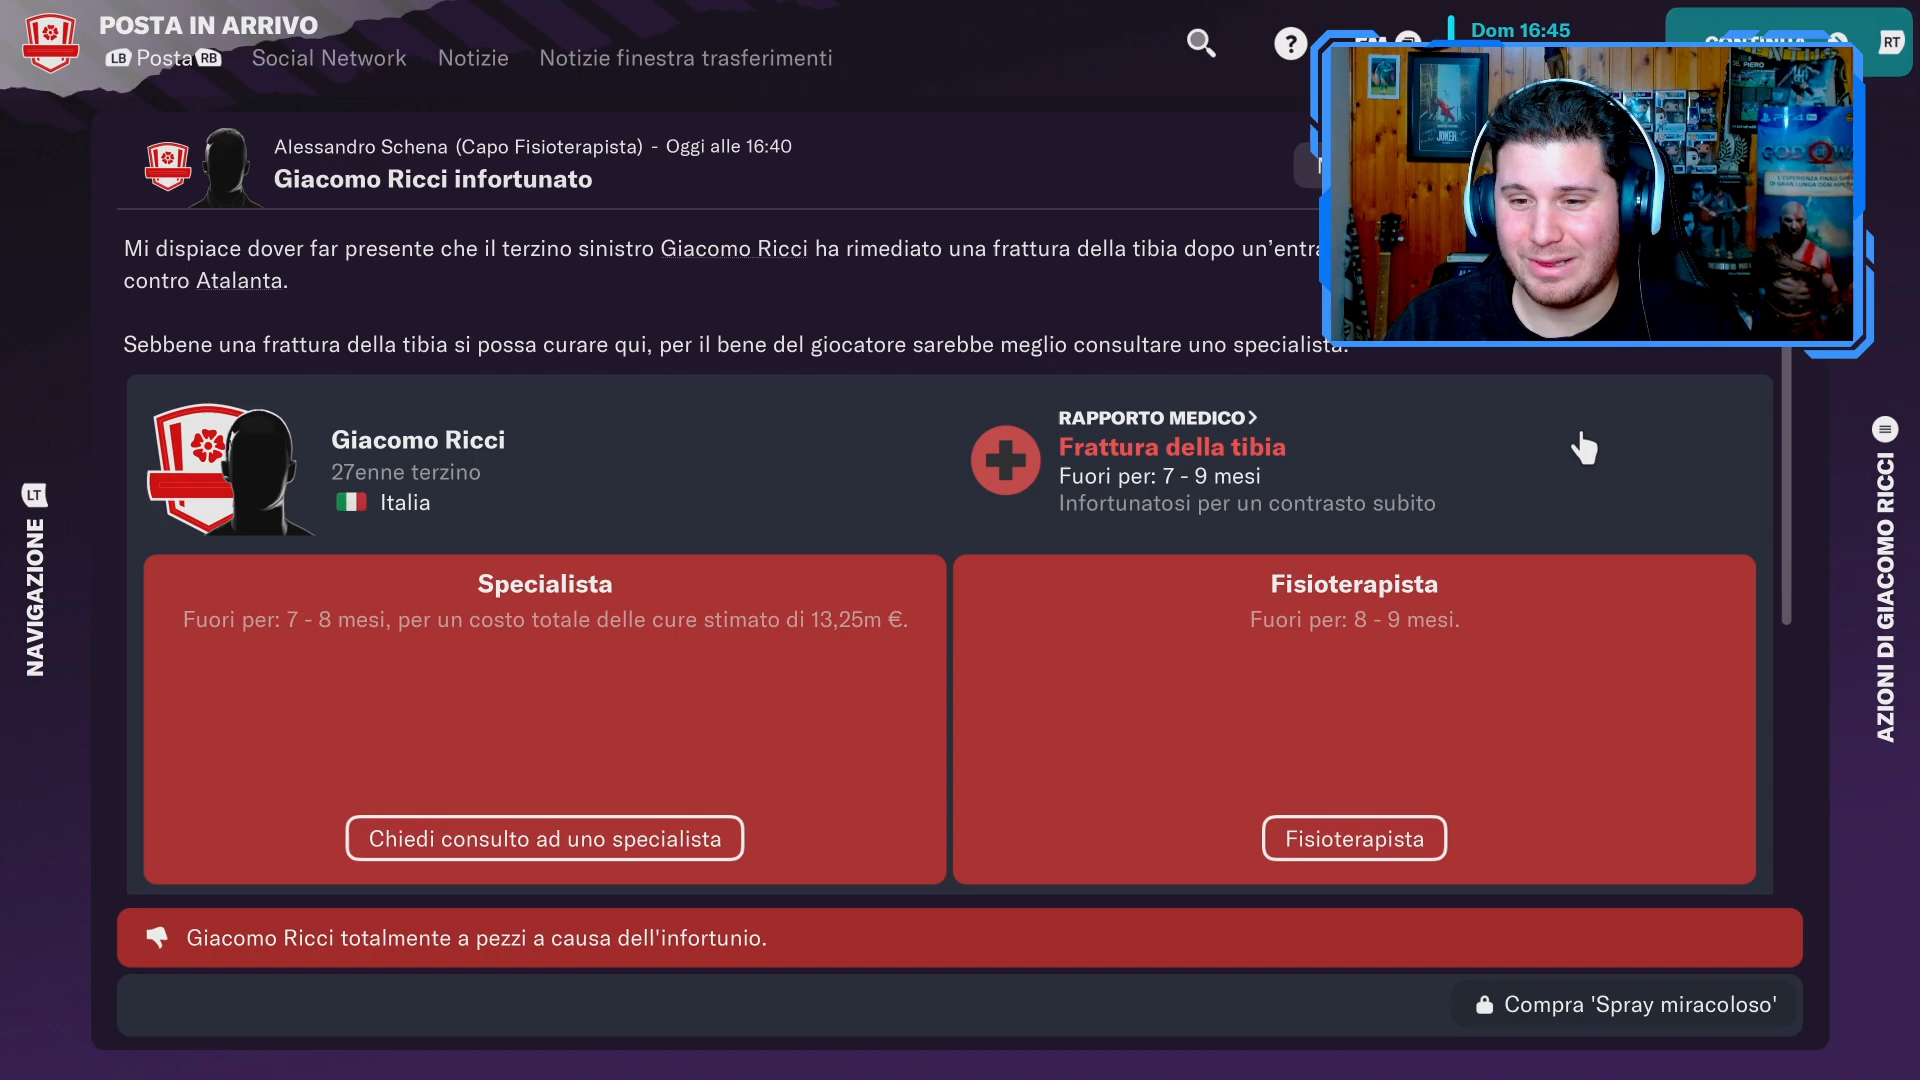 POSTA IN ARRIVO
LB Posta RB Social Network Notizie Notizie finestra trasferimenti
?
Dom 16:45
RT
Alessandro Schena (Capo Fisioterapista) - Oggi alle 16:40
Giacomo Ricci infortunato
Mi dispiace dover far presente che il terzino sinistro Giacomo Ricci ha rimediato una frattura della tibia dopo un'entra
contro Atalanta.
Sebbene una frattura della tibia si possa curare qui, per il bene del giocatore sarebbe meglio consultare uno specialista.
JOKER
PIERO
PS4
GOD OF WAR
Giacomo Ricci
27enne terzino
Italia
RAPPORTO MEDICO
Frattura della tibia
Fuori per: 7 - 9 mesi
Infortunatosi per un contrasto subito
Specialista
Fuori per: 7 - 8 mesi, per un costo totale delle cure stimato di 13,25m €.
Chiedi consulto ad uno specialista
Fisioterapista
Fuori per: 8 - 9 mesi.
Fisioterapista
Giacomo Ricci totalmente a pezzi a causa dell'infortunio.
Compra 'Spray miracoloso'
LT
NAVIGAZIONE
AZIONI DI GIACOMO RICCI